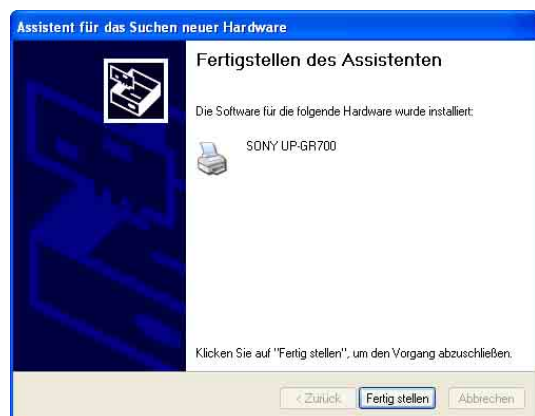 Assistent für das Suchen neuer Hardware
Fertigstellen des Assistenten
Die Software für die folgende Hardware wurde installiert:
SONY UP-GR700
Klicken Sie auf "Fertig stellen", um den Vorgang abzuschließen.
< Zurück Fertig stellen Abbrechen